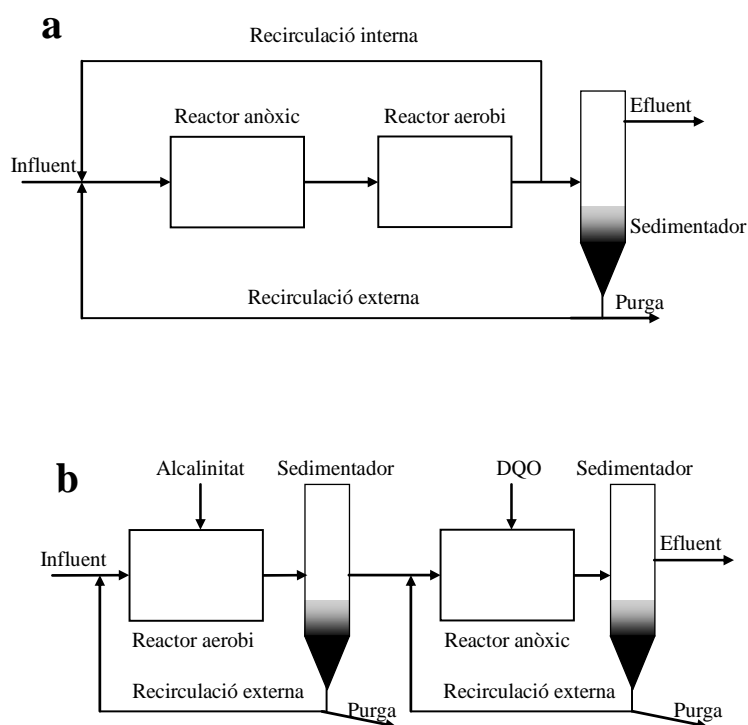 a
Recirculació interna
Reactor anòxic
Reactor aerobi
Efluent
Influent
Sedimentador
Recirculació externa
Purga
b
Alcalinitat
Sedimentador
DQO
Sedimentador
Influent
Efluent
Reactor aerobi
Reactor anòxic
Recirculació externa
Purga
Recirculació externa
Purga